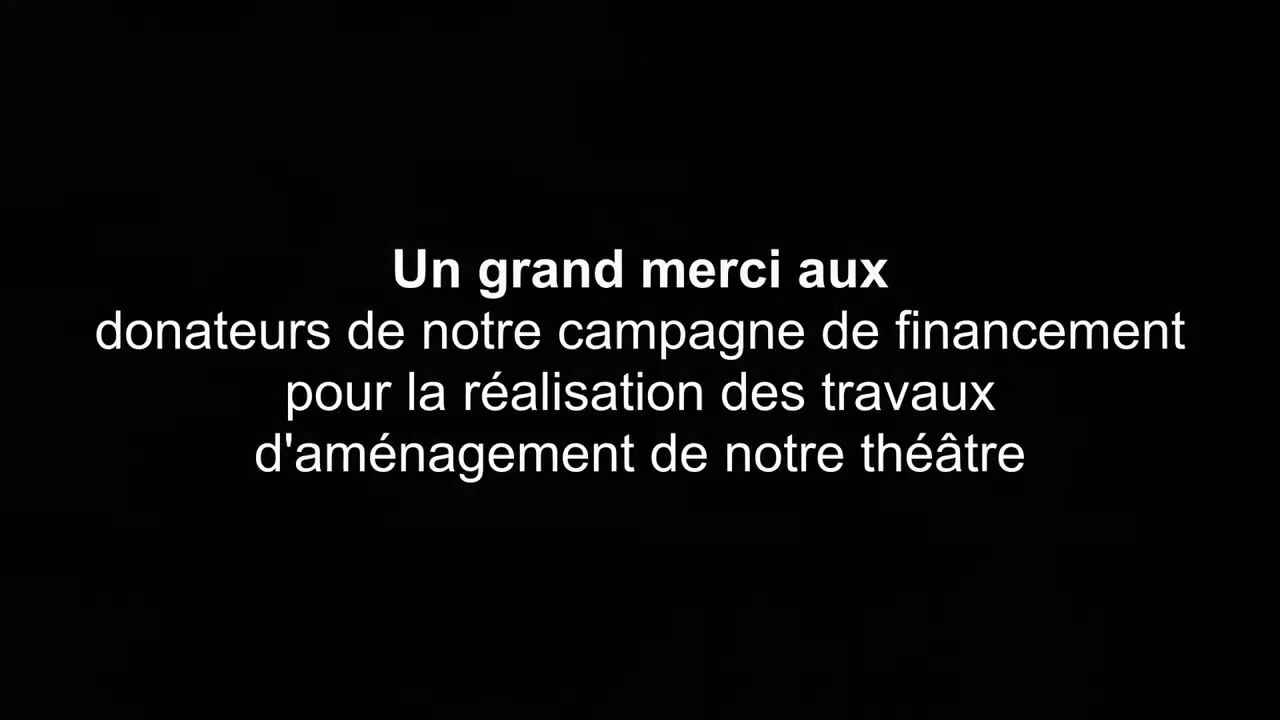 Un grand merci aux
donateurs de notre campagne de financement
pour la réalisation des travaux
d'aménagement de notre théâtre